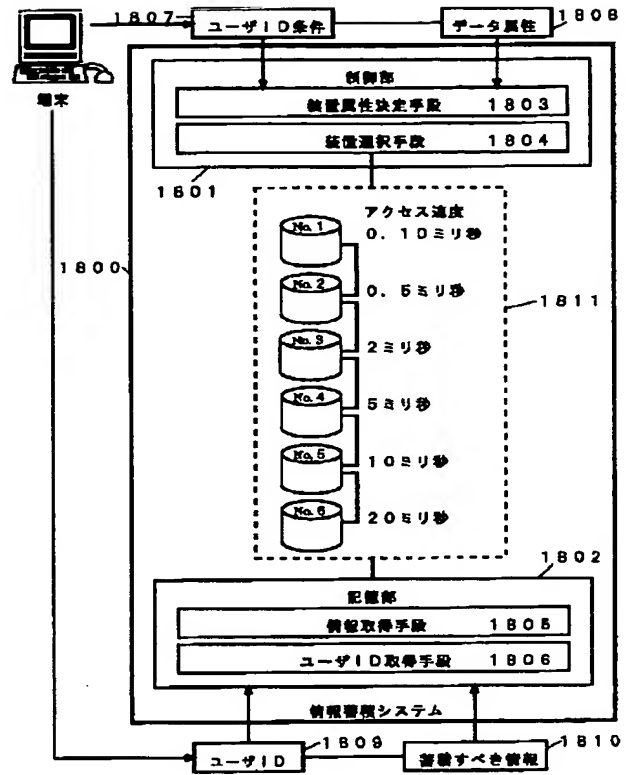 1807
ユーザID条件
データ属性
1808
端末
制御部
装置属性決定手段 1803
装置選択手段 1804
1801
1800
アクセス速度
No.1
0.10ミリ秒
No.2
0.5ミリ秒
1811
No.3
2ミリ秒
No.4
5ミリ秒
No.5
10ミリ秒
No.6
20ミリ秒
1802
記憶部
情報取得手段 1805
ユーザID取得手段 1806
情報蓄積システム
ユーザID
1809
蓄積すべき情報
1810